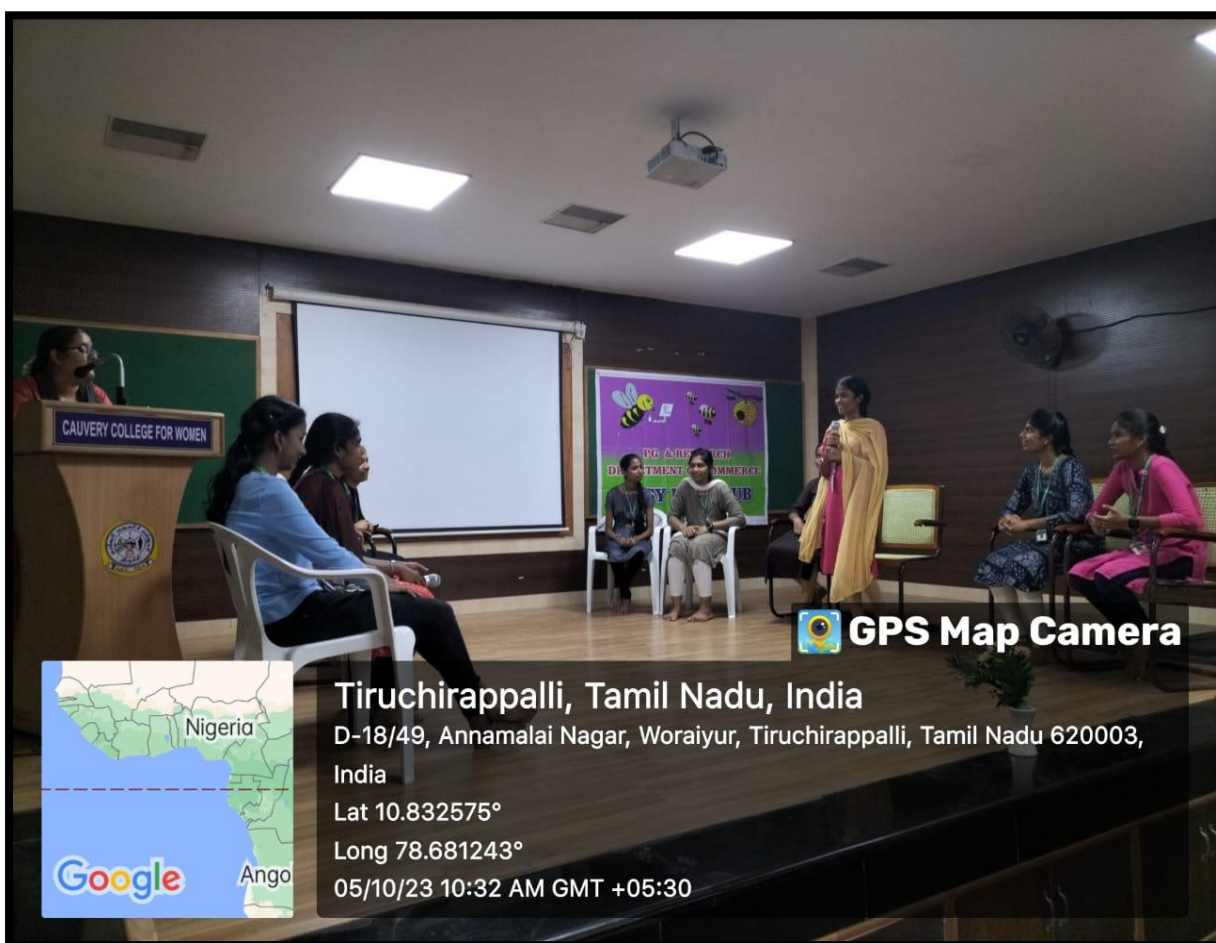 CAUVERY COLLEGE FOR WOMEN
PG & RESEARCH
DEPARTMENT OF COMMERCE
GPS Map Camera
Tiruchirappalli, Tamil Nadu, India
D-18/49, Annamalai Nagar, Woraiyur, Tiruchirappalli, Tamil Nadu 620003,
India
Lat 10.832575°
Long 78.681243°
05/10/23 10:32 AM GMT +05:30
Nigeria
Ango
Google